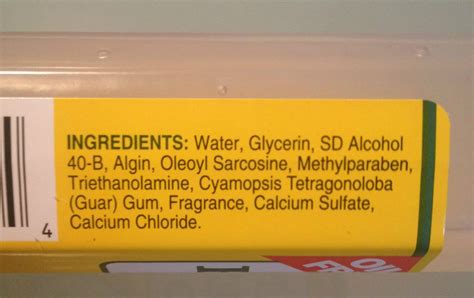 INGREDIENTS: Water, Glycerin, SD Alcohol
40-B, Algin, Oleoyl Sarcosine, Methylparaben,
Triethanolamine, Cyamopsis Tetragonoloba
(Guar) Gum, Fragrance, Calcium Sulfate,
Calcium Chloride.
4